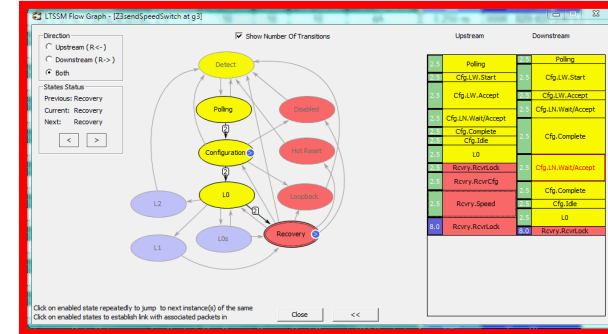 LTSSM Flow Graph - [Z3sendSpeedSwitch at g3]
Direction
Upstream ( R<-)
Downstream ( R-> )
Both
States Status
Previous: Recovery
Current: Recovery
Next: Recovery
<
>
Show Number Of Transitions
Detect
Polling
Disabled
2
Configuration
Hot Reset
2
L0
Loopback
L2
2
L0s
Recovery
L1
Click on enabled state repeatedly to jump to next instance(s) of the same
Click on enabled states to establish link with associated packets in
Close
<<
Upstream
2.5 Polling
2.5 Cfg.LW.Start
2.5 Cfg.LW.Accept
2.5 Cfg.LN.Wait/Accept
2.5 Cfg.Complete
2.5 Cfg.Idle
2.5 L0
2.5 Rcvry.RcvrLock
2.5 Rcvry.RcvrCfg
2.5 Rcvry.Speed
8.0 Rcvry.RcvrLock
Downstream
2.5 Polling
2.5 Cfg.LW.Start
2.5 Cfg.LW.Accept
2.5 Cfg.Complete
2.5 Cfg.LN.Wait/Accept
2.5 Cfg.Complete
2.5 Cfg.Idle
2.5 L0
8.0 Rcvry.RcvrLock